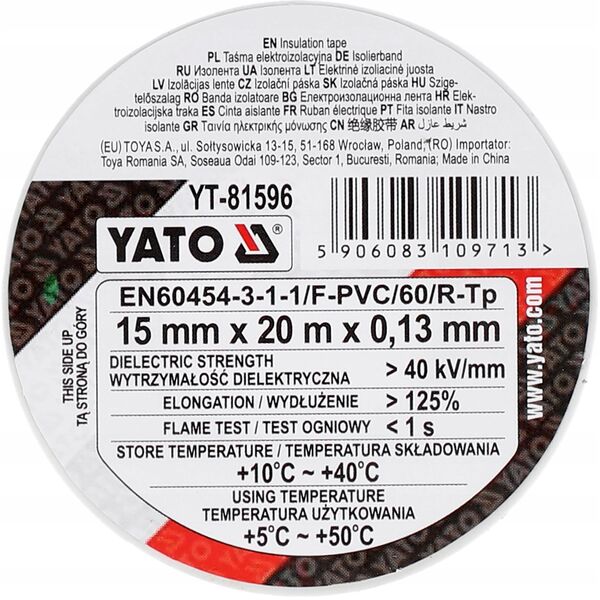 EN Insulation tape
PL Taśma elektroizolacyjna DE Isolierband
RU Изолента UA Ізолента LT Elektrinė izoliacinė juosta
LV Izolācijas lente CZ Izolační páska SK Izolačná páska HU Szige-
telőszalag RO Banda izolatoare BG Електроизолационна лента HR Elek-
troizolacijska traka ES Cinta aislante FR Ruban électrique PT Fita isolante IT Nastro
isolante GR Ταινία ηλεκτρικής μόνωσης CN 绝缘胶带 AR شريط عازل
(EU) TOYA S.A., ul. Sołtysowicka 13-15, 51-168 Wrocław, Poland; (RO) Importator:
Toya Romania SA, Soseaua Odai 109-123, Sector 1, Bucuresti, Romania; Made in China
YT-81596
YATO ®
5 906083 109713 >
EN60454-3-1-1/F-PVC/60/R-Tp
15 mm x 20 m x 0,13 mm
DIELECTRIC STRENGTH
WYTRZYMAŁOŚĆ DIELEKTRYCZNA > 40 kV/mm
ELONGATION / WYDŁUŻENIE > 125%
FLAME TEST / TEST OGNIOWY < 1 s
STORE TEMPERATURE / TEMPERATURA SKŁADOWANIA
+10°C ~ +40°C
USING TEMPERATURE
TEMPERATURA UŻYTKOWANIA
+5°C ~ +50°C
THIS SIDE UP
TĄ STRONĄ DO GÓRY
www.yato.com